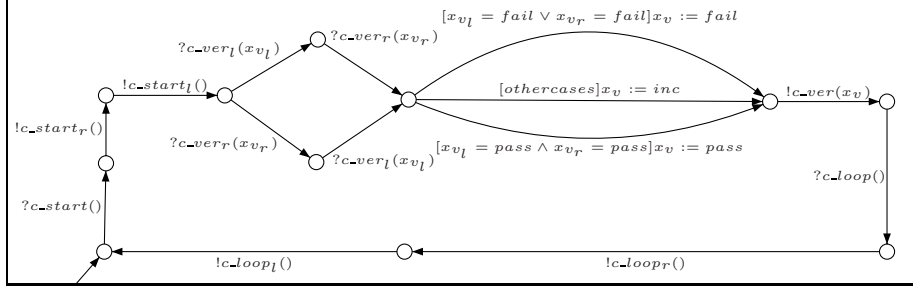 [x_{v_l} = fail ∨ x_{v_r} = fail]x_v := fail
?c_ver_l(x_{v_l})
?c_ver_r(x_{v_r})
!c_start_l()
[othercases]x_v := inc
!c_ver(x_v)
!c_start_r()
?c_ver_r(x_{v_r})
?c_ver_l(x_{v_l})
[x_{v_l} = pass ∧ x_{v_r} = pass]x_v := pass
?c_loop()
?c_start()
!c_loop_l()
!c_loop_r()